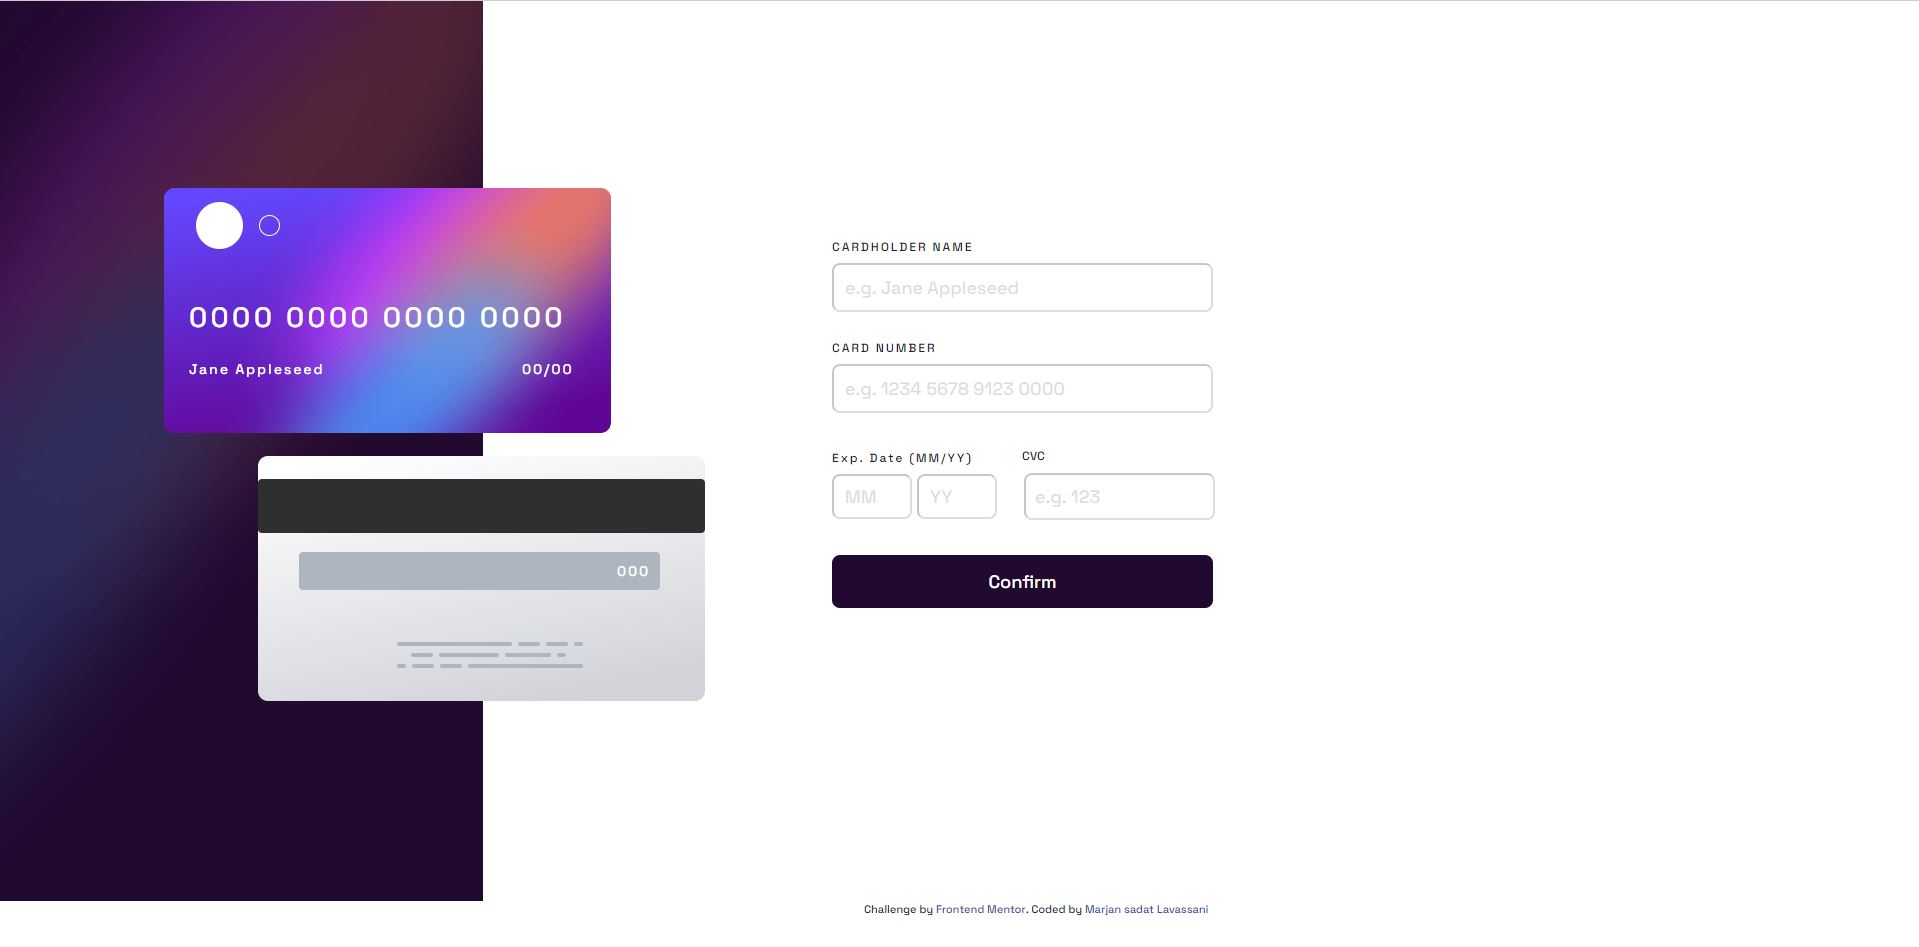 0000 0000 0000 0000
Jane Appleseed 00/00
000
CARDHOLDER NAME
e.g. Jane Appleseed
CARD NUMBER
e.g. 1234 5678 9123 0000
Exp. Date (MM/YY) CVC
MM YY e.g. 123
Confirm
Challenge by Frontend Mentor. Coded by Marjan sadat Lavassani